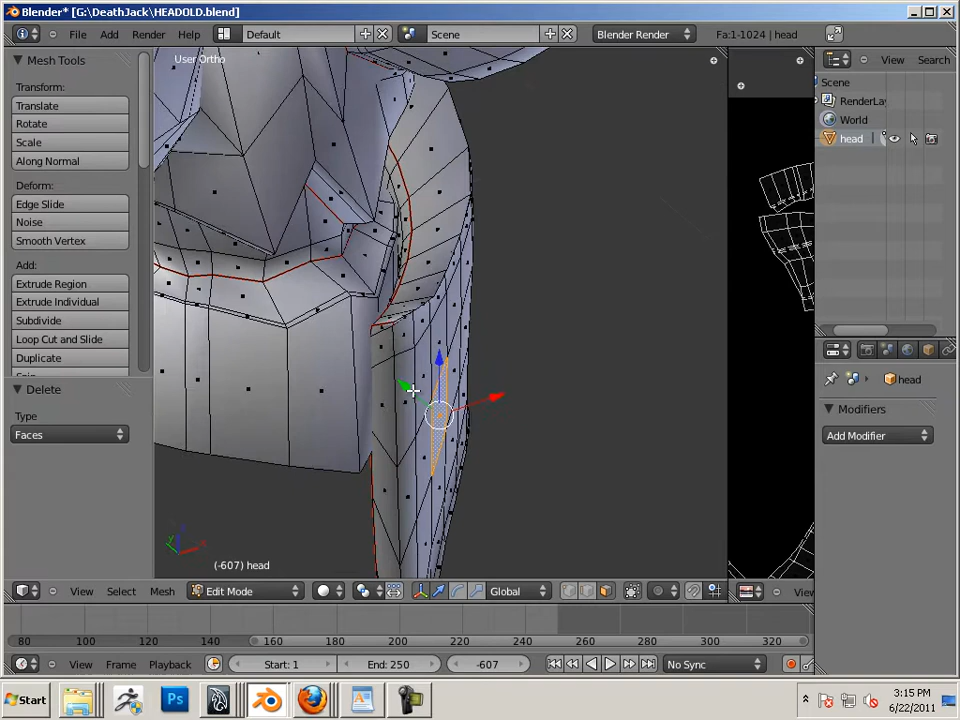 Blender* [G:\DeathJack\HEADOLD.blend]
File Add Render Help Default Scene Blender Render Fa:1-1024 | head
Mesh Tools
Transform:
Translate
Rotate
Scale
Along Normal
Deform:
Edge Slide
Noise
Smooth Vertex
Add:
Extrude Region
Extrude Individual
Subdivide
Loop Cut and Slide
Duplicate
Delete
Type
Faces
User Ortho
(-607) head
View Search
Scene
RenderLay
World
head
head
Modifiers
Add Modifier
View Select Mesh Edit Mode Global
80 100 120 140 160 180 200 220 240 260 280 300 320
View Frame Playback Start: 1 End: 250 -607 No Sync
Start
3:15 PM
6/22/2011